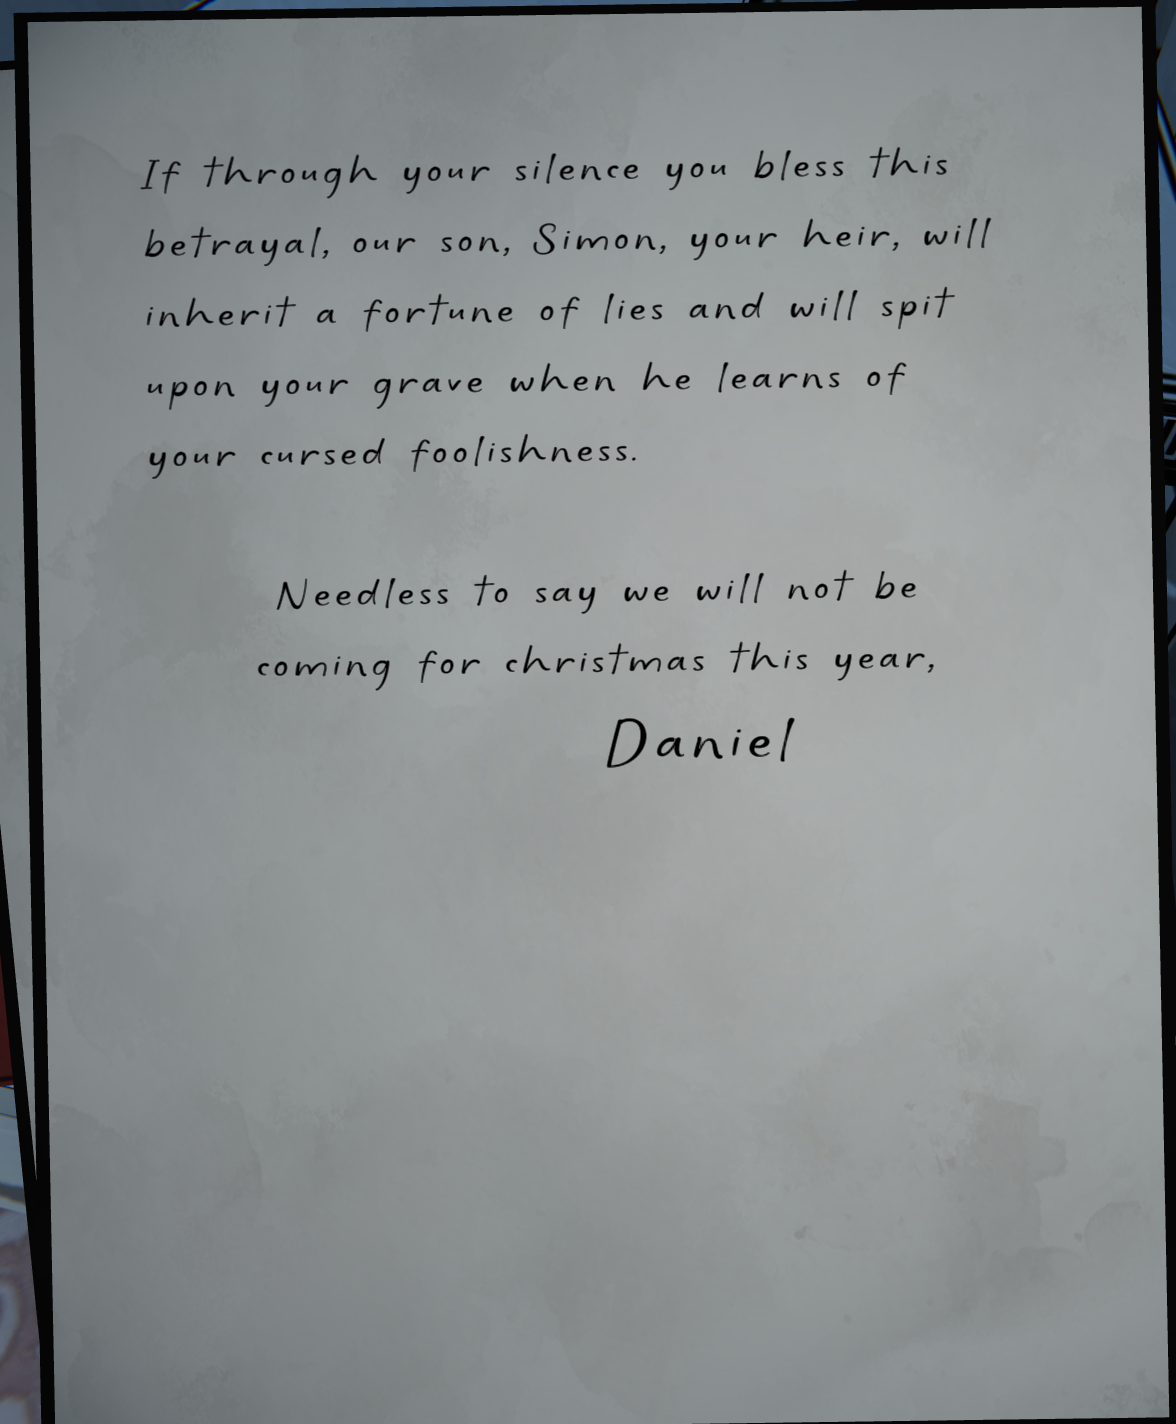 If through your silence you bless this
betrayal, our son, Simon, your heir, will
inherit a fortune of lies and will spit
upon your grave when he learns of
your cursed foolishness.
Needless to say we will not be
coming for christmas this year,
Daniel